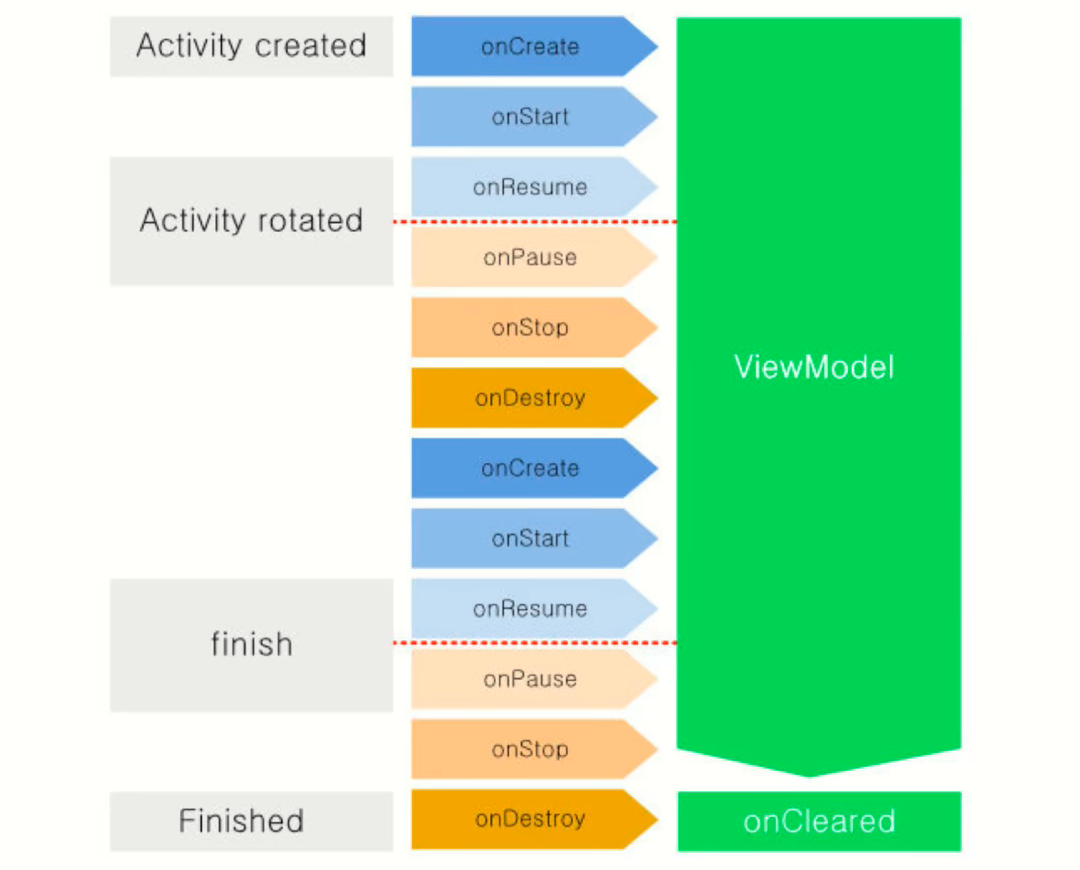 Activity created
onCreate
onStart
onResume
Activity rotated
onPause
onStop
ViewModel
onDestroy
onCreate
onStart
onResume
finish
onPause
onStop
Finished
onDestroy
onCleared